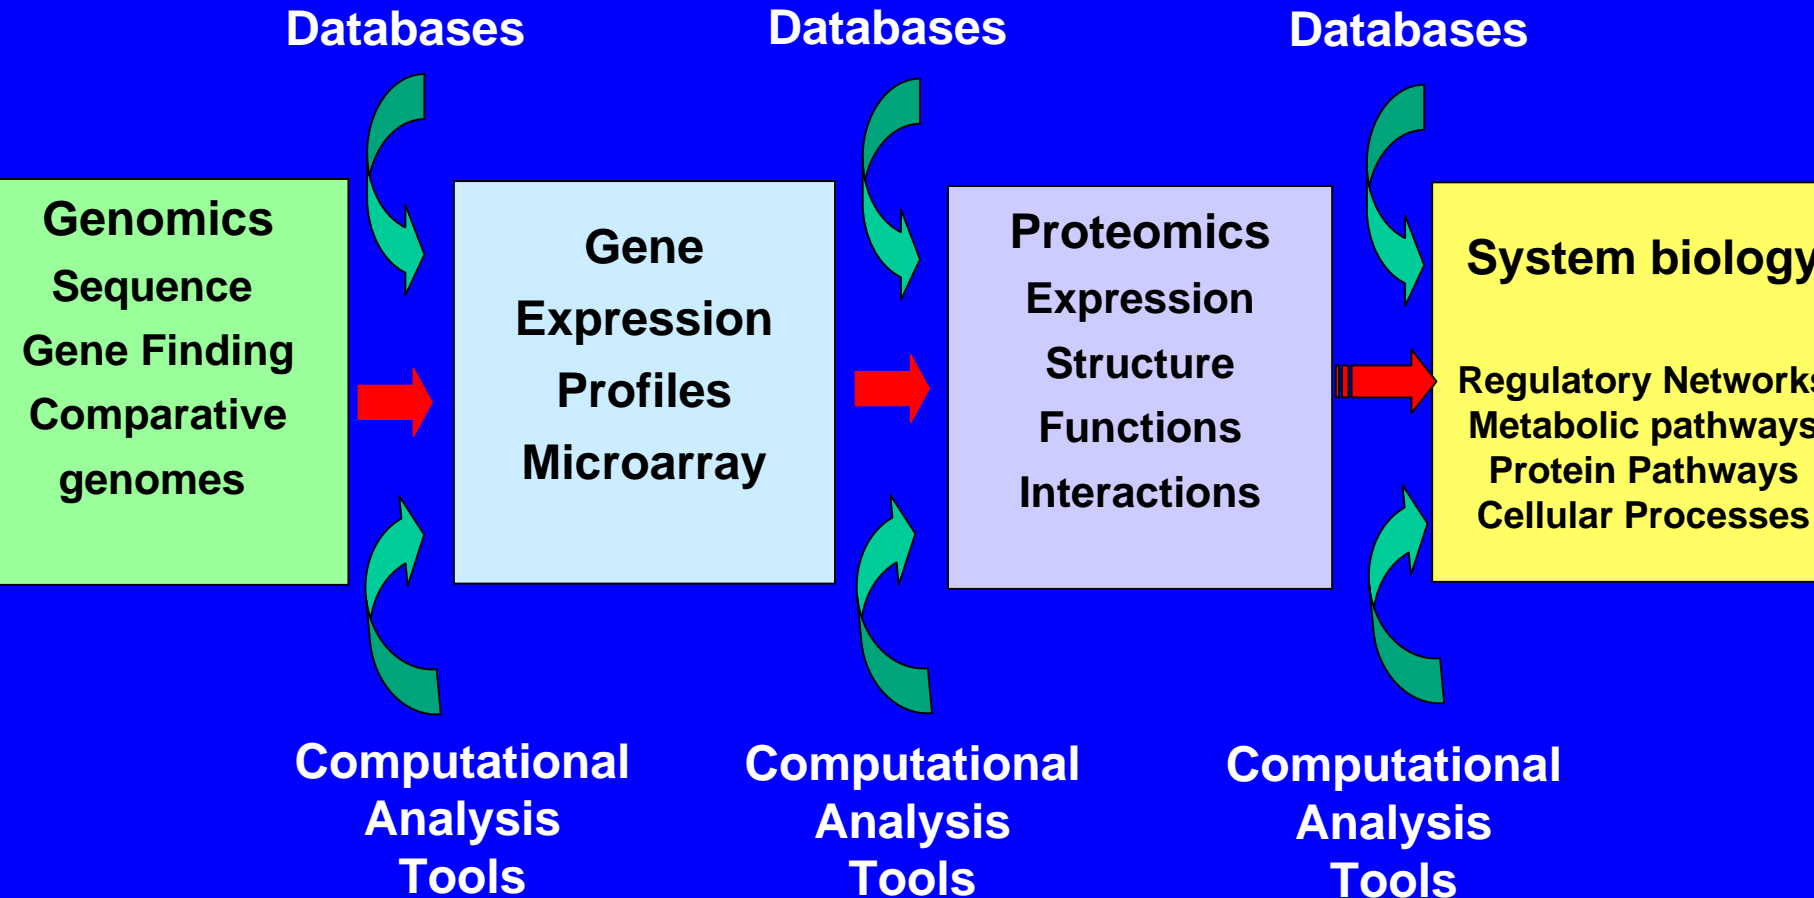 Databases
Databases
Databases
Genomics
Sequence
Gene Finding
Comparative
genomes
Gene
Expression
Profiles
Microarray
Proteomics
Expression
Structure
Functions
Interactions
System biology
Regulatory Networks
Metabolic pathways
Protein Pathways
Cellular Processes
Computational
Analysis
Tools
Computational
Analysis
Tools
Computational
Analysis
Tools